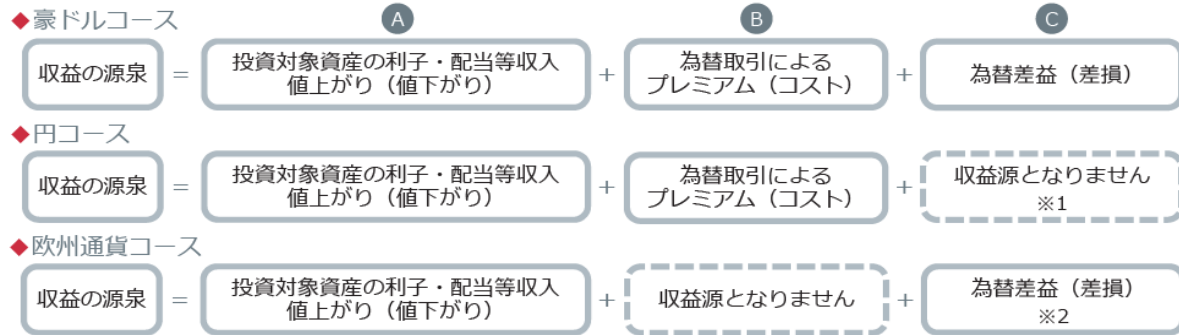 A B C
◆豪ドルコース
収益の源泉 = 投資対象資産の利子・配当等収入 + 為替取引による + 為替差益（差損）
値上がり（値下がり） プレミアム（コスト）
◆円コース
収益の源泉 = 投資対象資産の利子・配当等収入 + 為替取引による + 収益源となりません
値上がり（値下がり） プレミアム（コスト） ※1
◆欧州通貨コース
収益の源泉 = 投資対象資産の利子・配当等収入 + 収益源となりません + 為替差益（差損）
値上がり（値下がり） ※2